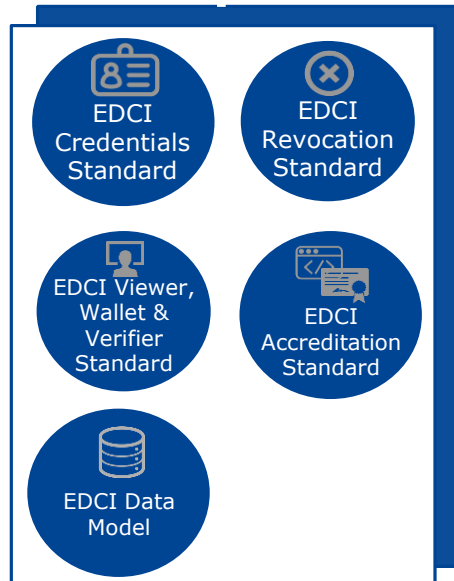 EDCI
Credentials
Standard
EDCI
Revocation
Standard
EDCI Viewer,
Wallet &
Verifier
Standard
EDCI
Accreditation
Standard
EDCI Data
Model